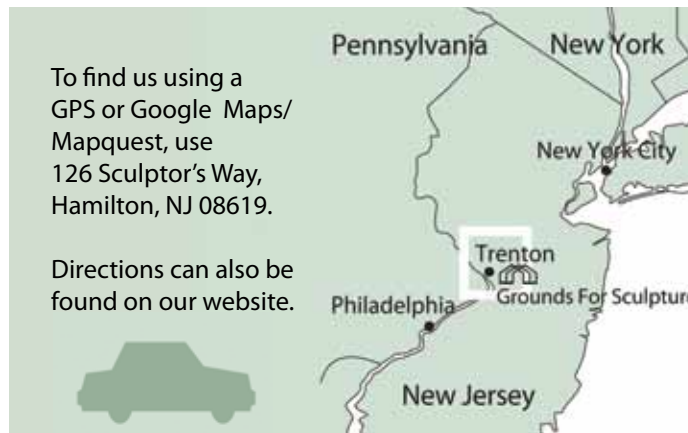 To find us using a
GPS or Google Maps/
Mapquest, use
126 Sculptor's Way,
Hamilton, NJ 08619.
Directions can also be
found on our website.
Pennsylvania
New York
New York City
Trenton
Grounds For Sculpture
Philadelphia
New Jersey